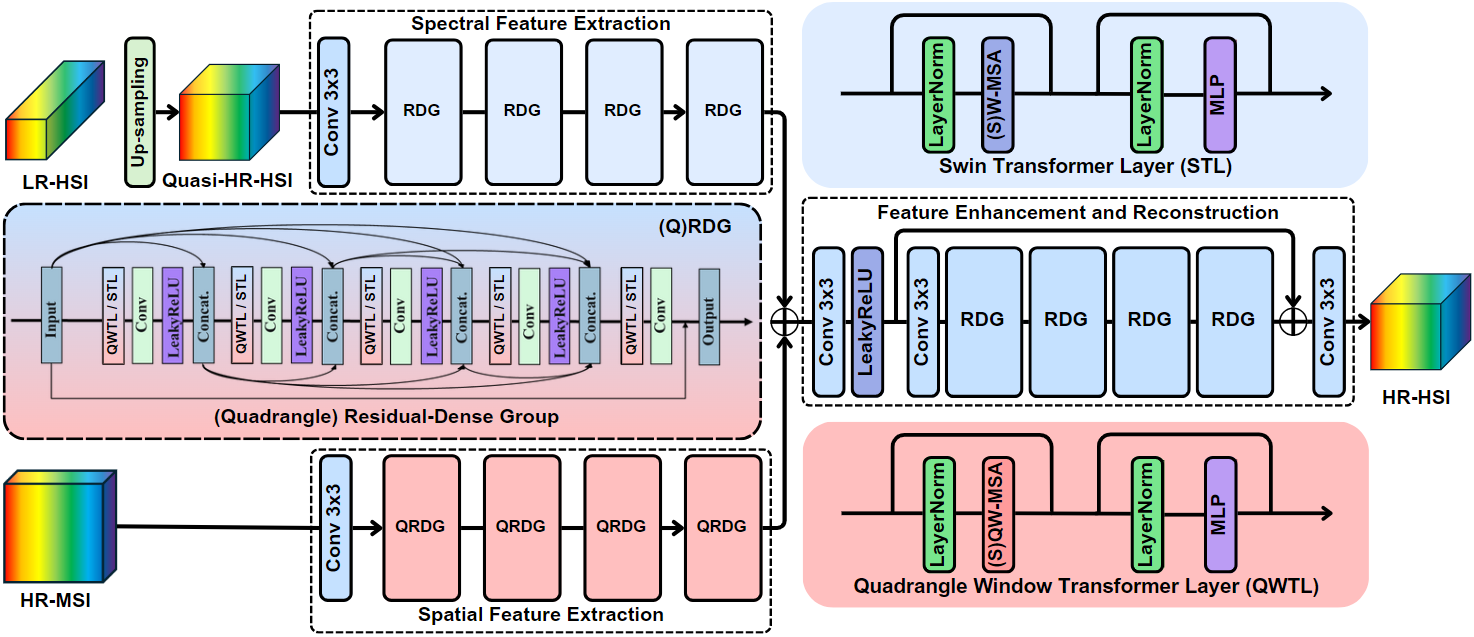 Spectral Feature Extraction
LR-HSI
Up-sampling
Quasi-HR-HSI
Conv 3x3
RDG
RDG
RDG
RDG
LayerNorm
(S)W-MSA
LayerNorm
MLP
Swin Transformer Layer (STL)
(Q)RDG
Input
QWTL / STL
Conv
LeakyReLU
Concat.
QWTL / STL
Conv
LeakyReLU
Concat.
QWTL / STL
Conv
LeakyReLU
Concat.
QWTL / STL
Conv
LeakyReLU
Concat.
QWTL / STL
Conv
Output
(Quadrangle) Residual-Dense Group
Feature Enhancement and Reconstruction
Conv 3x3
LeakyReLU
Conv 3x3
RDG
RDG
RDG
RDG
Conv 3x3
HR-HSI
HR-MSI
Conv 3x3
QRDG
QRDG
QRDG
QRDG
Spatial Feature Extraction
LayerNorm
(S)QW-MSA
LayerNorm
MLP
Quadrangle Window Transformer Layer (QWTL)